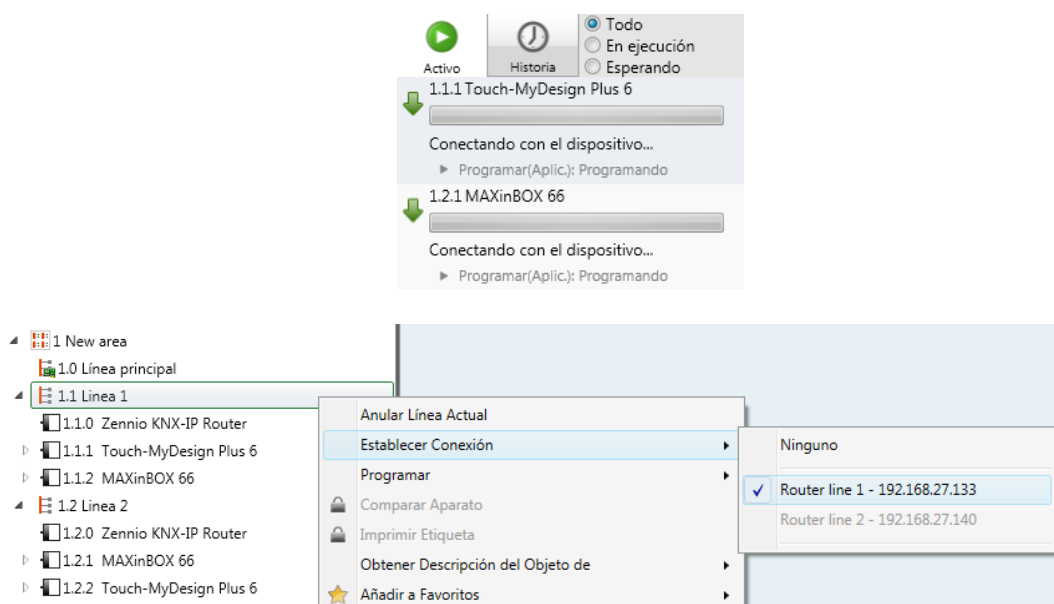 Activo
Historia
Todo
En ejecución
Esperando
1.1.1 Touch-MyDesign Plus 6
Conectando con el dispositivo...
Programar(Aplic.): Programando
1.2.1 MAXinBOX 66
Conectando con el dispositivo...
Programar(Aplic.): Programando
1 New area
1.0 Línea principal
1.1 Linea 1
1.1.0 Zennio KNX-IP Router
1.1.1 Touch-MyDesign Plus 6
1.1.2 MAXinBOX 66
1.2 Linea 2
1.2.0 Zennio KNX-IP Router
1.2.1 MAXinBOX 66
1.2.2 Touch-MyDesign Plus 6
Anular Línea Actual
Establecer Conexión
Programar
Comparar Aparato
Imprimir Etiqueta
Obtener Descripción del Objeto de
Añadir a Favoritos
Ninguno
Router line 1 - 192.168.27.133
Router line 2 - 192.168.27.140